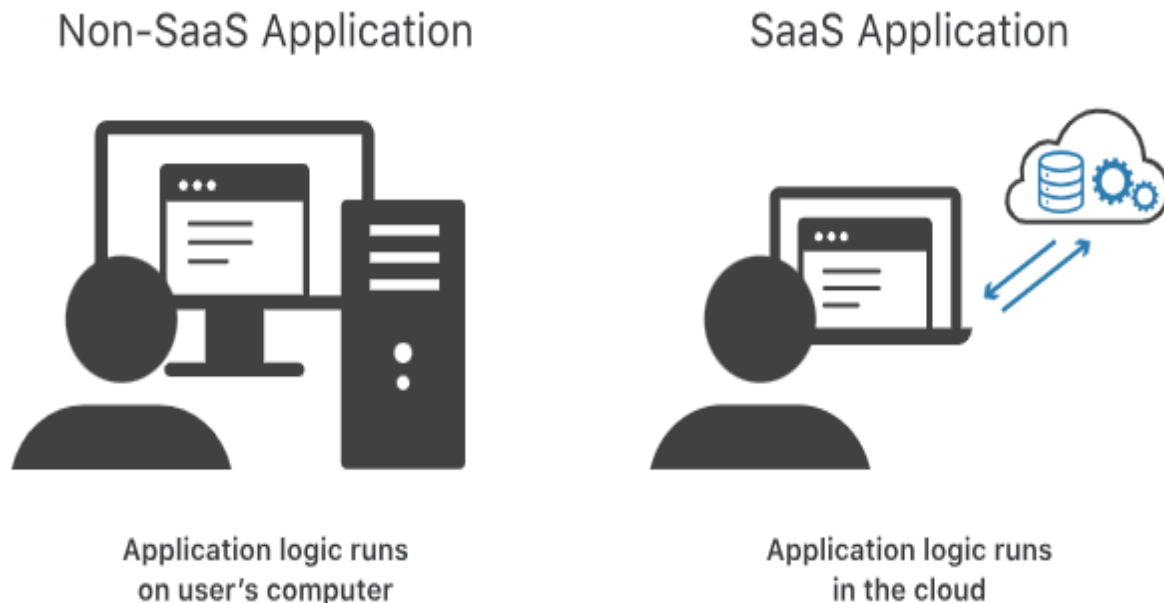 Non-SaaS Application
SaaS Application
Application logic runs
on user's computer
Application logic runs
in the cloud